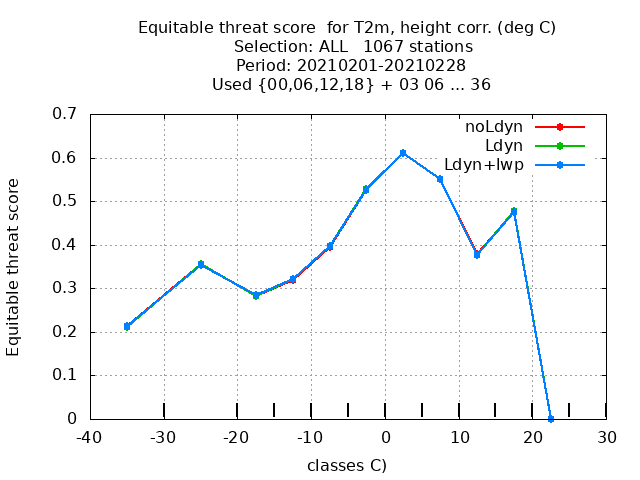 Equitable threat score  for T2m, height corr. (deg C)
Selection: ALL   1067 stations
Period: 20210201-20210228
Used {00,06,12,18} + 03 06 ... 36
noLdyn
Ldyn
Ldyn+lwp
Equitable threat score
0.7
0.6
0.5
0.4
0.3
0.2
0.1
0
-40 -30 -20 -10 0 10 20 30
classes C)